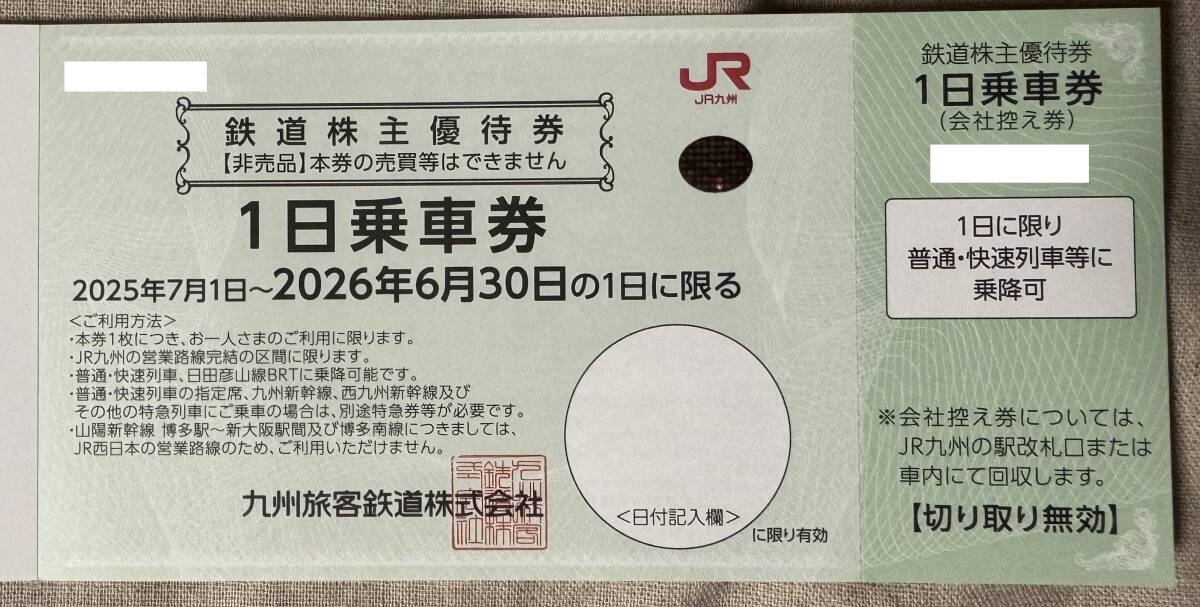 JR
JR九州
鉄道株主優待券
【非売品】本券の売買等はできません
1日乗車券
2025年7月1日～2026年6月30日の1日に限る
＜ご利用方法＞
・本券1枚につき、お一人さまのご利用に限ります。
・JR九州の営業路線完結の区間に限ります。
・普通・快速列車、日田彦山線BRTに乗降可能です。
・普通・快速列車の指定席、九州新幹線、西九州新幹線及び
その他の特急列車にご乗車の場合は、別途特急券等が必要です。
・山陽新幹線 博多駅～新大阪駅間及び博多南線につきましては、
JR西日本の営業路線のため、ご利用いただけません。
九州旅客鉄道株式会社
＜日付記入欄＞
に限り有効
鉄道株主優待券
1日乗車券
(会社控え券)
1日に限り
普通・快速列車等に
乗降可
※会社控え券については、
JR九州の駅改札口または
車内にて回収します。
【切り取り無効】